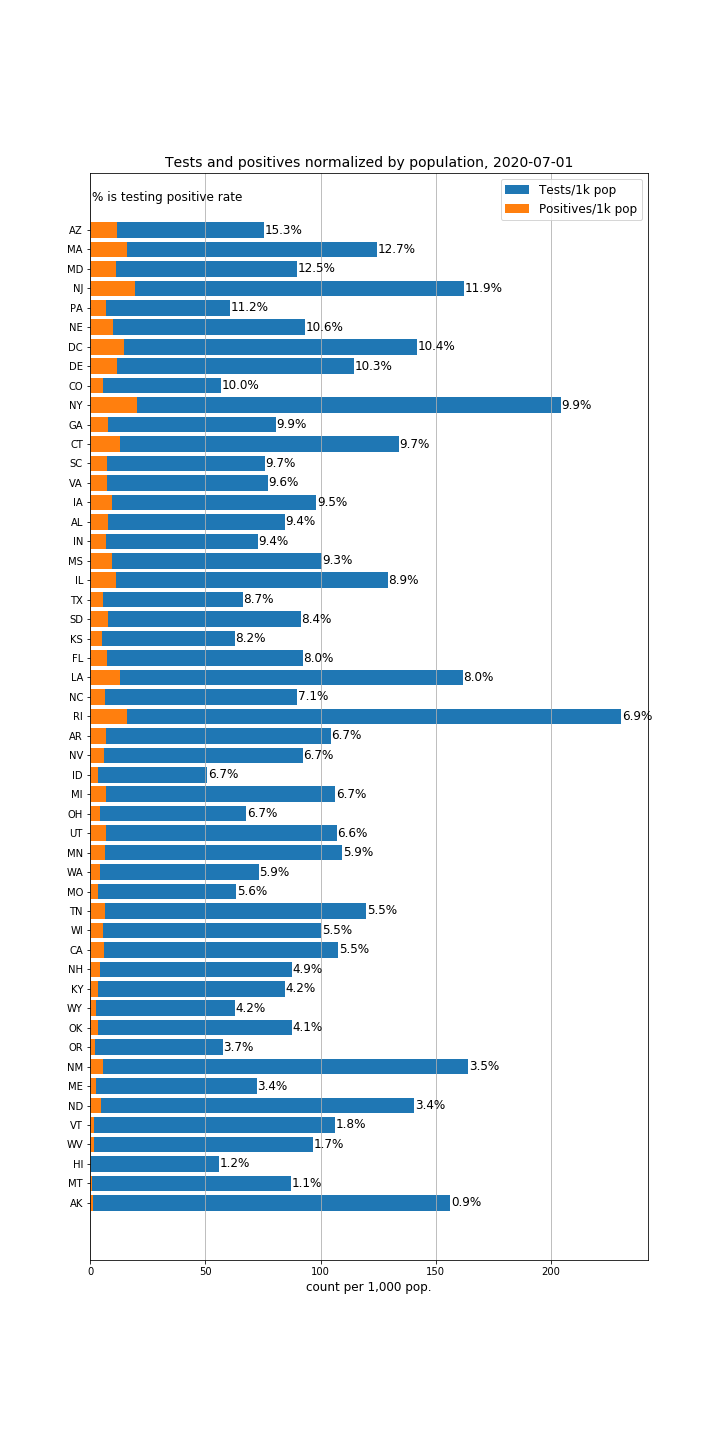 Tests and positives normalized by population, 2020-07-01
% is testing positive rate
Tests/1k pop
Positives/1k pop
AZ 15.3%
MA 12.7%
MD 12.5%
NJ 11.9%
PA 11.2%
NE 10.6%
DC 10.4%
DE 10.3%
CO 10.0%
NY 9.9%
GA 9.9%
CT 9.7%
SC 9.7%
VA 9.6%
IA 9.5%
AL 9.4%
IN 9.4%
MS 9.3%
IL 8.9%
TX 8.7%
SD 8.4%
KS 8.2%
FL 8.0%
LA 8.0%
NC 7.1%
RI 6.9%
AR 6.7%
NV 6.7%
ID 6.7%
MI 6.7%
OH 6.7%
UT 6.6%
MN 5.9%
WA 5.9%
MO 5.6%
TN 5.5%
WI 5.5%
CA 5.5%
NH 4.9%
KY 4.2%
WY 4.2%
OK 4.1%
OR 3.7%
NM 3.5%
ME 3.4%
ND 3.4%
VT 1.8%
WV 1.7%
HI 1.2%
MT 1.1%
AK 0.9%
0 50 100 150 200
count per 1,000 pop.